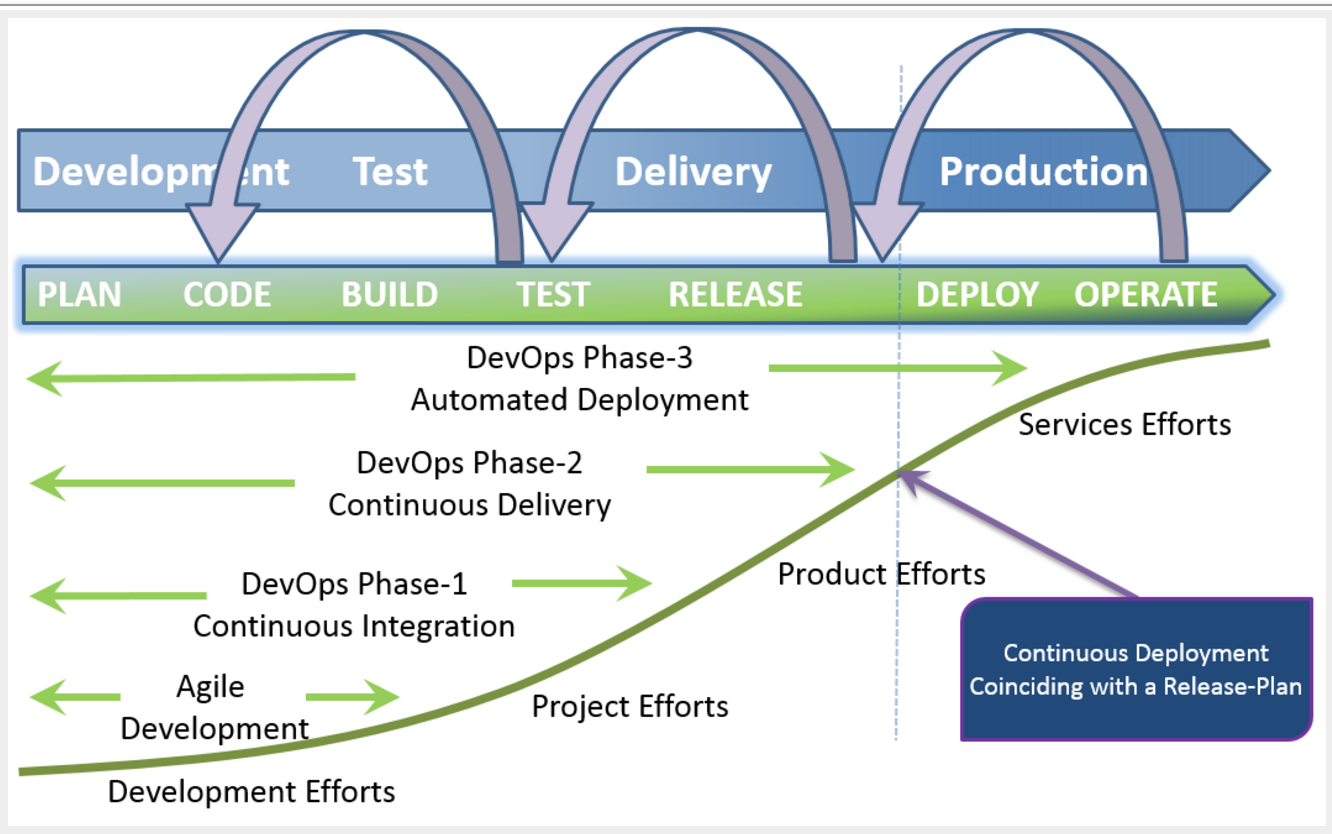 Development Test Delivery Production
PLAN CODE BUILD TEST RELEASE DEPLOY OPERATE
DevOps Phase-3
Automated Deployment
Services Efforts
DevOps Phase-2
Continuous Delivery
Product Efforts
DevOps Phase-1
Continuous Integration
Continuous Deployment
Coinciding with a Release-Plan
Agile
Development
Project Efforts
Development Efforts